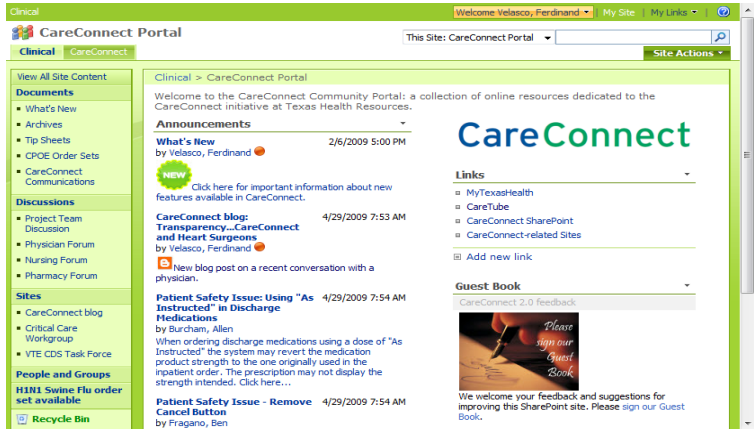 Clinical
Welcome Velasco, Ferdinand
My Site
My Links
CareConnect Portal
This Site: CareConnect Portal
Clinical
CareConnect
Site Actions
View All Site Content
Documents
What's New
Archives
Tip Sheets
CPOE Order Sets
CareConnect
Communications
Discussions
Project Team
Discussion
Physician Forum
Nursing Forum
Pharmacy Forum
Sites
CareConnect blog
Critical Care
Workgroup
VTE CDS Task Force
People and Groups
H1N1 Swine Flu order
set available
Recycle Bin
Clinical > CareConnect Portal
Welcome to the CareConnect Community Portal: a collection of online resources dedicated to the
CareConnect initiative at Texas Health Resources.
Announcements
What's New 2/6/2009 5:00 PM
by Velasco, Ferdinand
NEW
Click here for important information about new
features available in CareConnect.
CareConnect blog: 4/29/2009 7:53 AM
Transparency...CareConnect
and Heart Surgeons
by Velasco, Ferdinand
New blog post on a recent conversation with a
physician.
Patient Safety Issue: Using "As 4/29/2009 7:54 AM
Instructed" in Discharge
Medications
by Burcham, Allen
When ordering discharge medications using a dose of "As
Instructed" the system may revert the medication
product strength to the one originally used in the
inpatient order. The prescription may not display the
strength intended. Click here...
Patient Safety Issue - Remove 4/29/2009 7:54 AM
Cancel Button
by Fragano, Ben
CareConnect
Links
MyTexasHealth
CareTube
CareConnect SharePoint
CareConnect-related Sites
Add new link
Guest Book
CareConnect 2.0 feedback
Please
sign our
Guest
Book
We welcome your feedback and suggestions for
improving this SharePoint site. Please sign our Guest
Book.